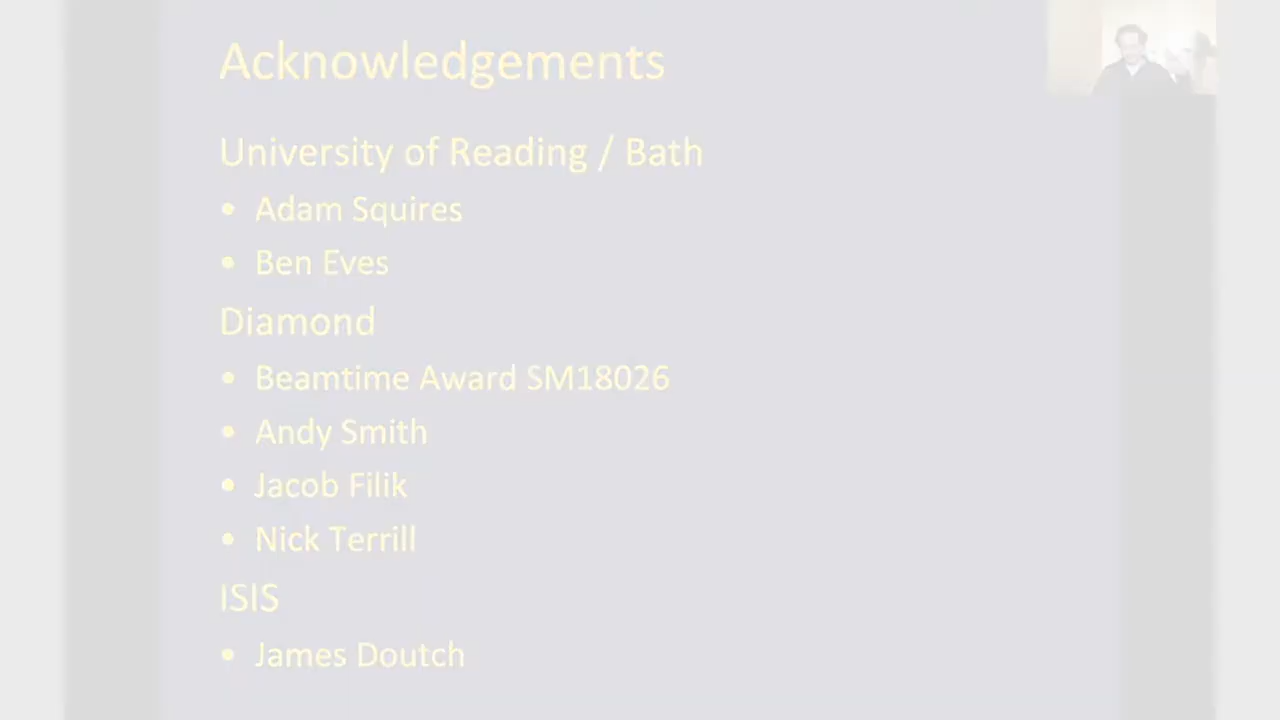 Acknowledgements
University of Reading / Bath
• Adam Squires
• Ben Eves
Diamond
• Beamtime Award SM18026
• Andy Smith
• Jacob Filik
• Nick Terrill
ISIS
• James Doutch